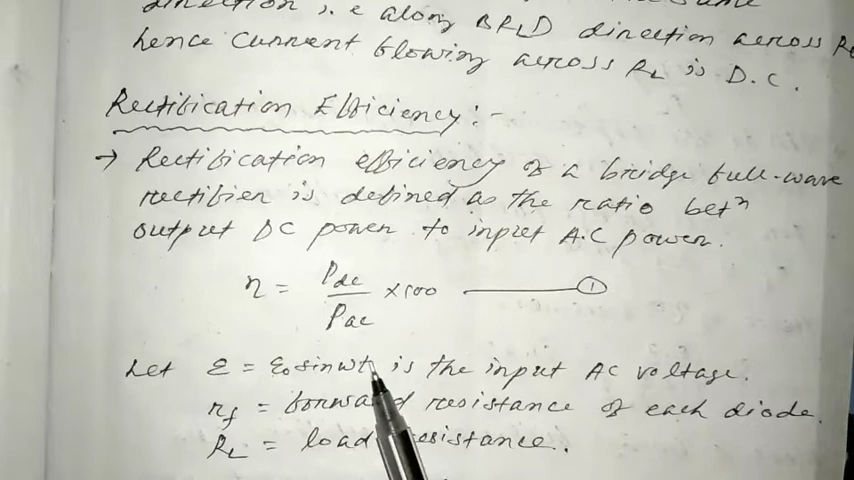 direction i.e along BRLD direction across RL
hence current flowing across RL is D.C.
Rectification Efficiency:-
→ Rectification efficiency of a bridge full-wave
rectifier is defined as the ratio betn
output DC power to input A.C power.
η = Pdc/Pac ×100 ——— ①
Let ε = ε₀sinωt is the input AC voltage.
rf = forward resistance of each diode.
RL = load resistance.